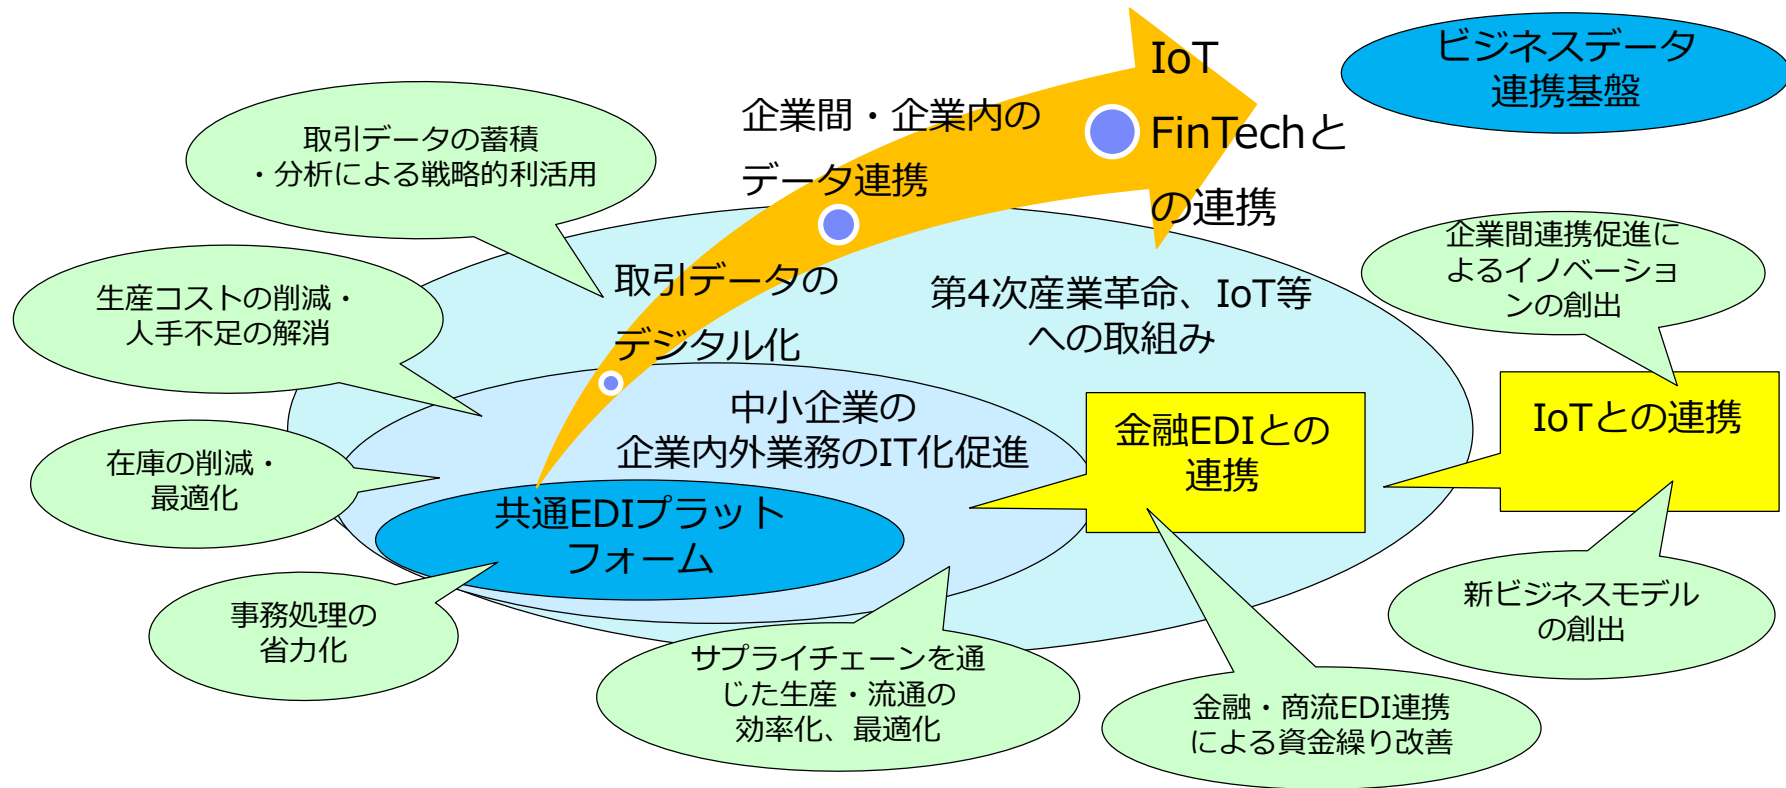 IoT
FinTechと
の連携
ビジネスデータ
連携基盤
企業間・企業内の
データ連携
取引データの蓄積
・分析による戦略的利活用
取引データの
デジタル化
第4次産業革命、IoT等
への取組み
企業間連携促進に
よるイノベーショ
ンの創出
生産コストの削減・
人手不足の解消
中小企業の
企業内外業務のIT化促進
金融EDIとの
連携
IoTとの連携
在庫の削減・
最適化
共通EDIプラット
フォーム
事務処理の
省力化
サプライチェーンを通
じた生産・流通の
効率化、最適化
新ビジネスモデル
の創出
金融・商流EDI連携
による資金繰り改善